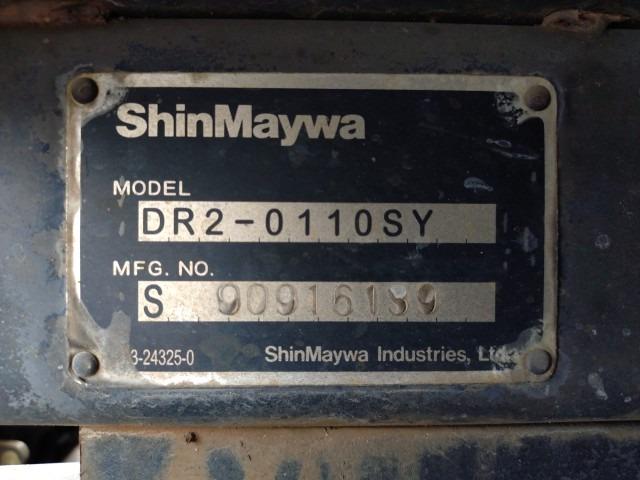 ShinMaywa
MODEL
DR2-0110SY
MFG. NO.
S 90916189
3-24325-0
ShinMaywa Industries, Ltd.